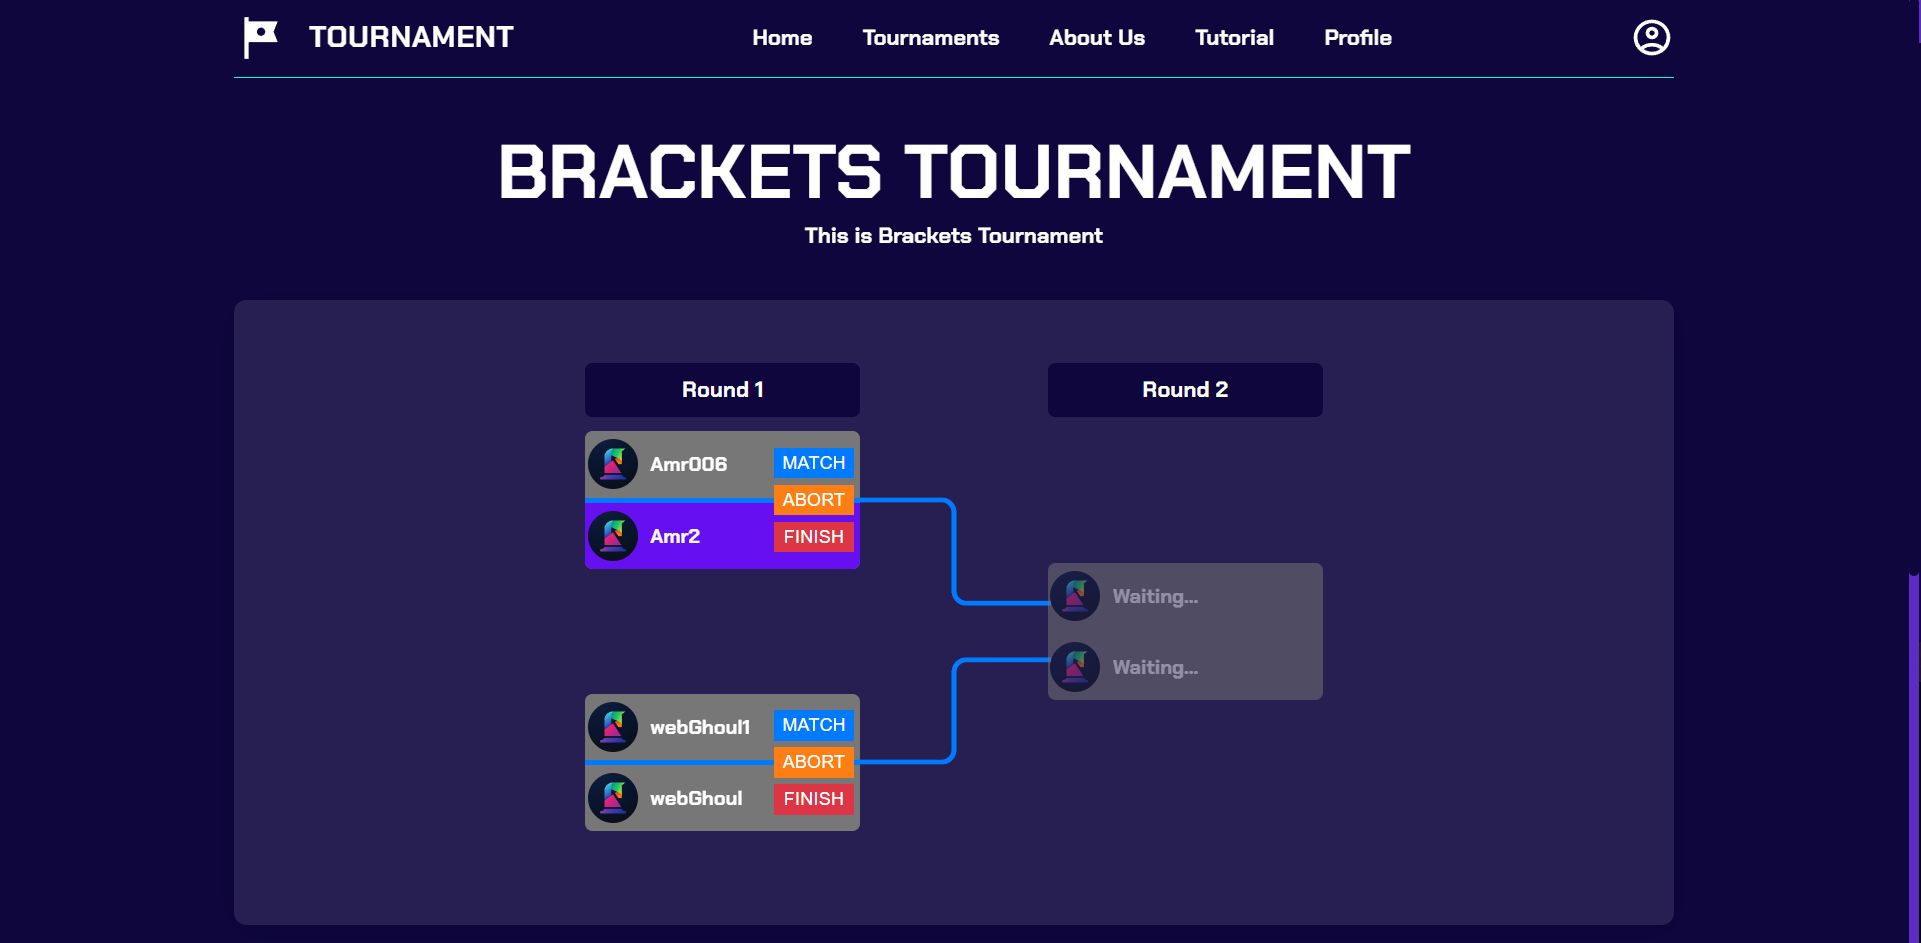 TOURNAMENT
Home
Tournaments
About Us
Tutorial
Profile
BRACKETS TOURNAMENT
This is Brackets Tournament
Round 1
Round 2
Amr006
MATCH
ABORT
Amr2
FINISH
Waiting...
Waiting...
webGhoul1
MATCH
ABORT
webGhoul
FINISH